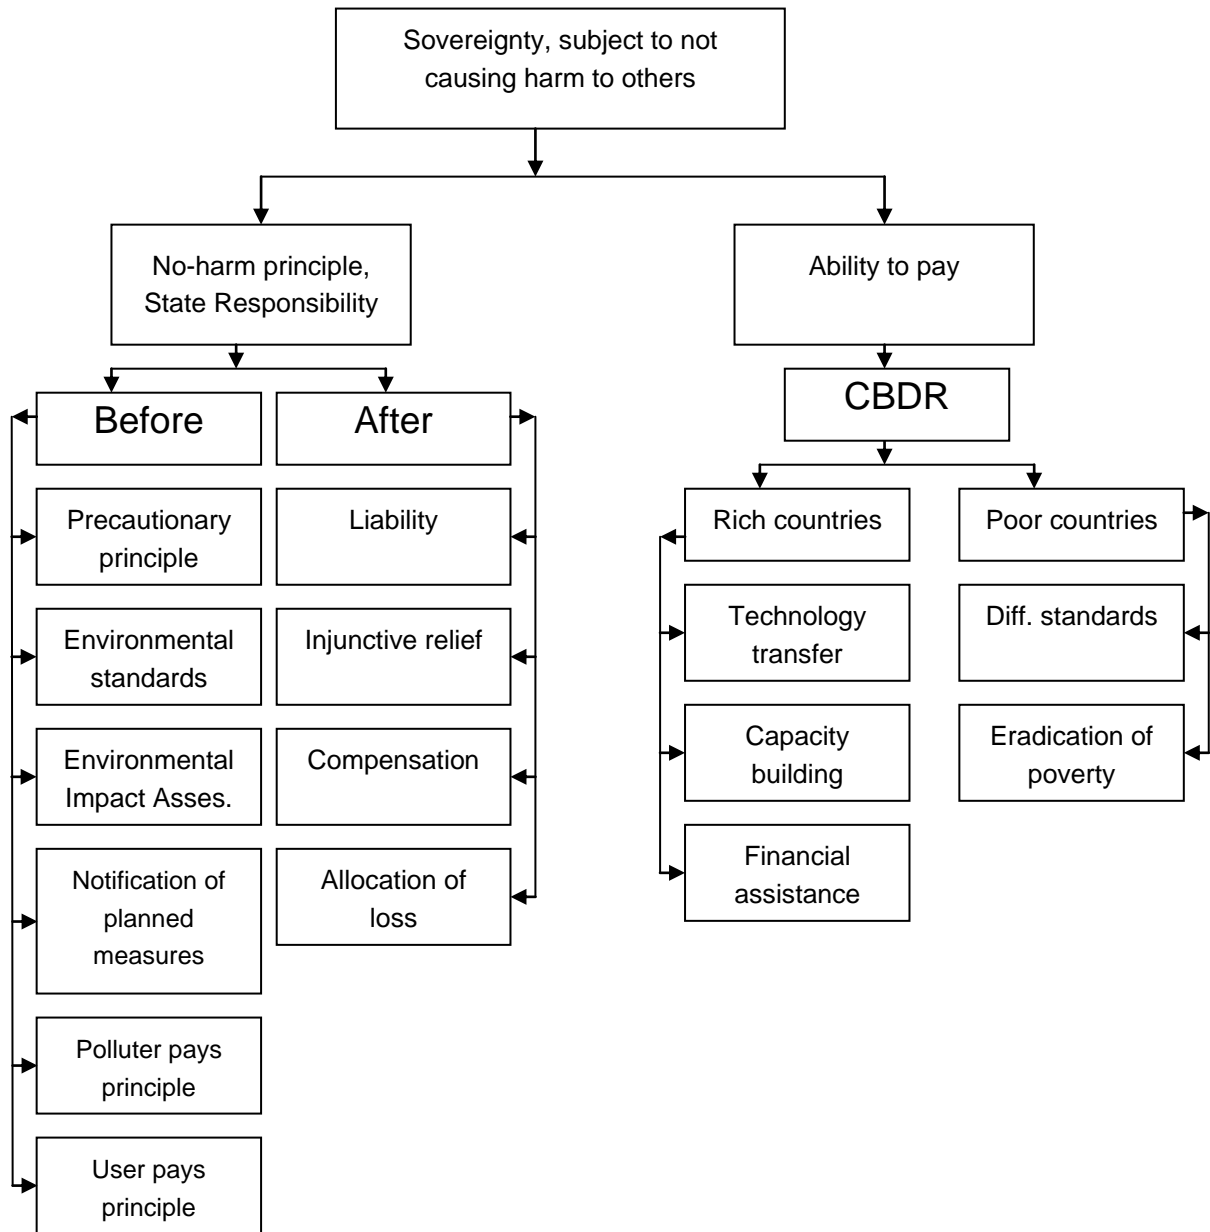 Sovereignty, subject to not
causing harm to others
No-harm principle,
State Responsibility
Ability to pay
Before
After
CBDR
Precautionary
principle
Liability
Rich countries
Poor countries
Environmental
standards
Injunctive relief
Technology
transfer
Diff. standards
Environmental
Impact Asses.
Compensation
Capacity
building
Eradication of
poverty
Notification of
planned
measures
Allocation of
loss
Financial
assistance
Polluter pays
principle
User pays
principle